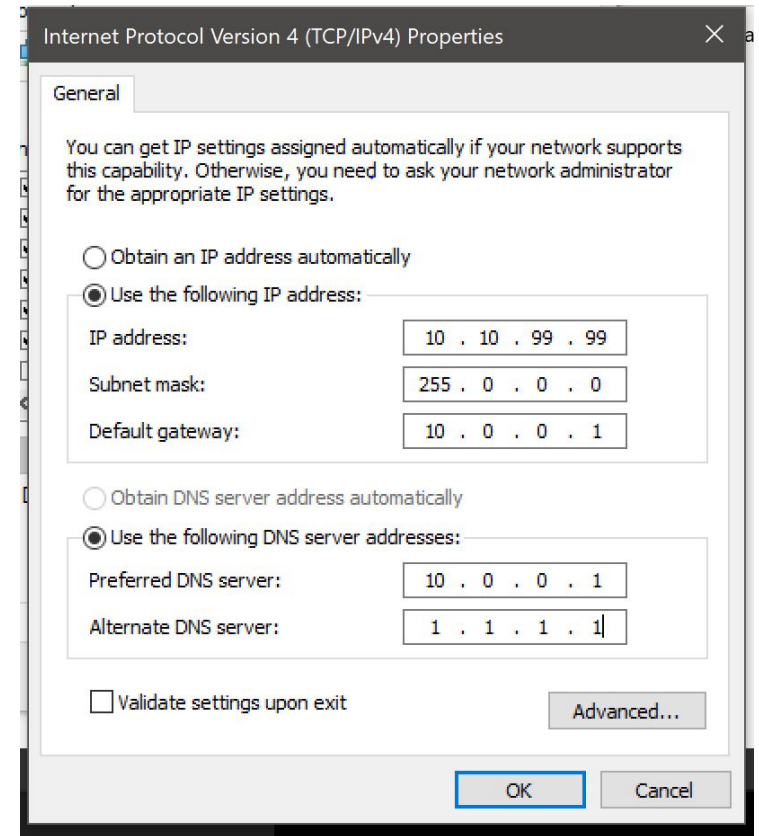 Internet Protocol Version 4 (TCP/IPv4) Properties
General
You can get IP settings assigned automatically if your network supports
this capability. Otherwise, you need to ask your network administrator
for the appropriate IP settings.
Obtain an IP address automatically
Use the following IP address:
IP address: 10 . 10 . 99 . 99
Subnet mask: 255 . 0 . 0 . 0
Default gateway: 10 . 0 . 0 . 1
Obtain DNS server address automatically
Use the following DNS server addresses:
Preferred DNS server: 10 . 0 . 0 . 1
Alternate DNS server: 1 . 1 . 1 . 1
Validate settings upon exit
Advanced...
OK Cancel